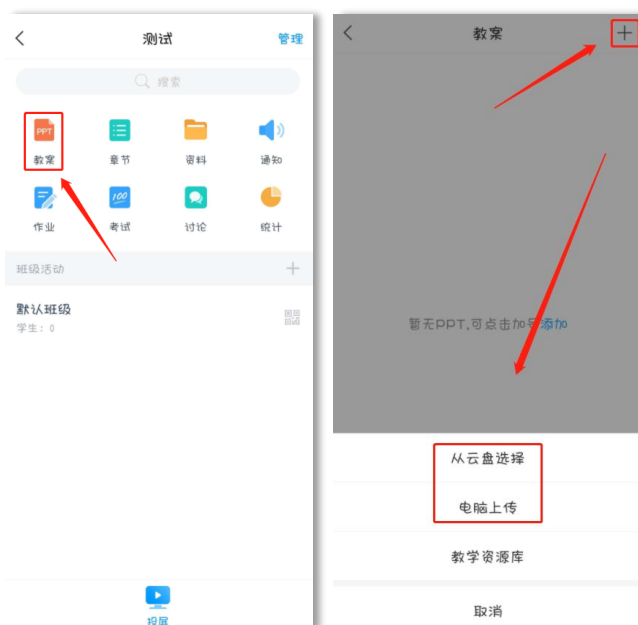 测试
管理
搜索
PPT
教案
章节
资料
通知
作业
100
考试
讨论
统计
班级活动
默认班级
学生：0
投屏
教案
暂无PPT,可点击加号添加
从云盘选择
电脑上传
教学资源库
取消